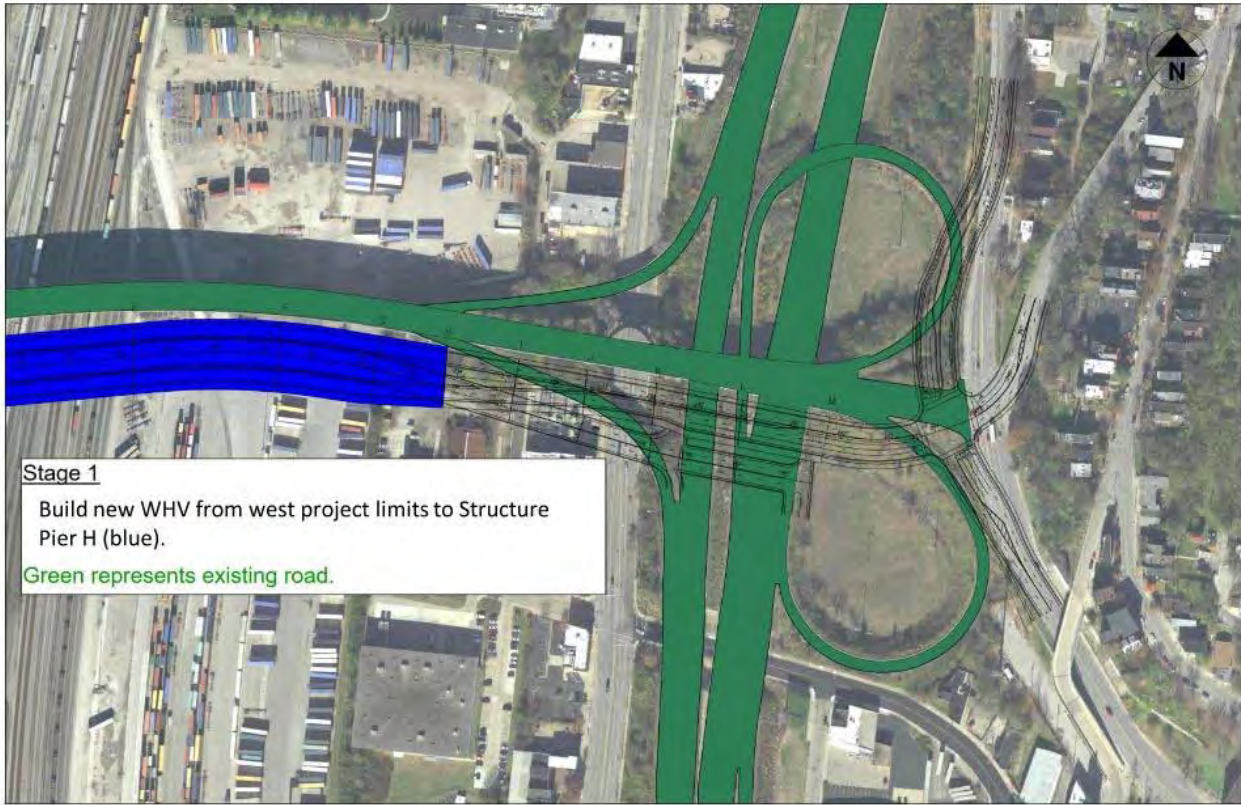 N
Stage 1
Build new WHV from west project limits to Structure
Pier H (blue).
Green represents existing road.